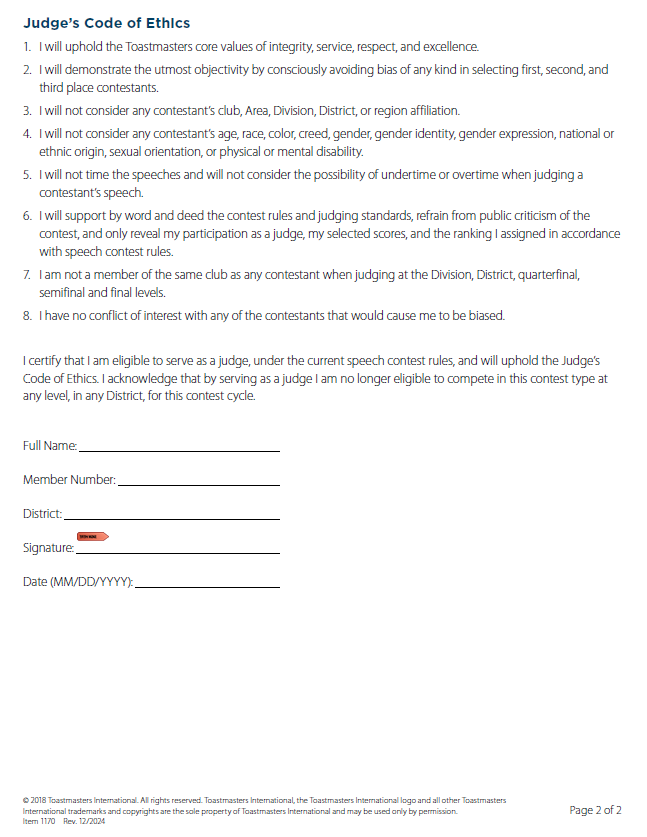 Judge's Code of Ethics
1. I will uphold the Toastmasters core values of integrity, service, respect, and excellence.
2. I will demonstrate the utmost objectivity by consciously avoiding bias of any kind in selecting first, second, and
third place contestants.
3. I will not consider any contestant's club, Area, Division, District, or region affiliation.
4. I will not consider any contestant's age, race, color, creed, gender, gender identity, gender expression, national or
ethnic origin, sexual orientation, or physical or mental disability.
5. I will not time the speeches and will not consider the possibility of undertime or overtime when judging a
contestant's speech.
6. I will support by word and deed the contest rules and judging standards, refrain from public criticism of the
contest, and only reveal my participation as a judge, my selected scores, and the ranking I assigned in accordance
with speech contest rules.
7. I am not a member of the same club as any contestant when judging at the Division, District, quarterfinal,
semifinal and final levels.
8. I have no conflict of interest with any of the contestants that would cause me to be biased.
I certify that I am eligible to serve as a judge, under the current speech contest rules, and will uphold the Judge's
Code of Ethics. I acknowledge that by serving as a judge I am no longer eligible to compete in this contest type at
any level, in any District, for this contest cycle.
Full Name:
Member Number:
District:
Signature:
Date (MM/DD/YYYY):
© 2018 Toastmasters International. All rights reserved. Toastmasters International, the Toastmasters International logo and all other Toastmasters
International trademarks and copyrights are the sole property of Toastmasters International and may be used only by permission.
Item 1170 Rev. 12/2024
Page 2 of 2